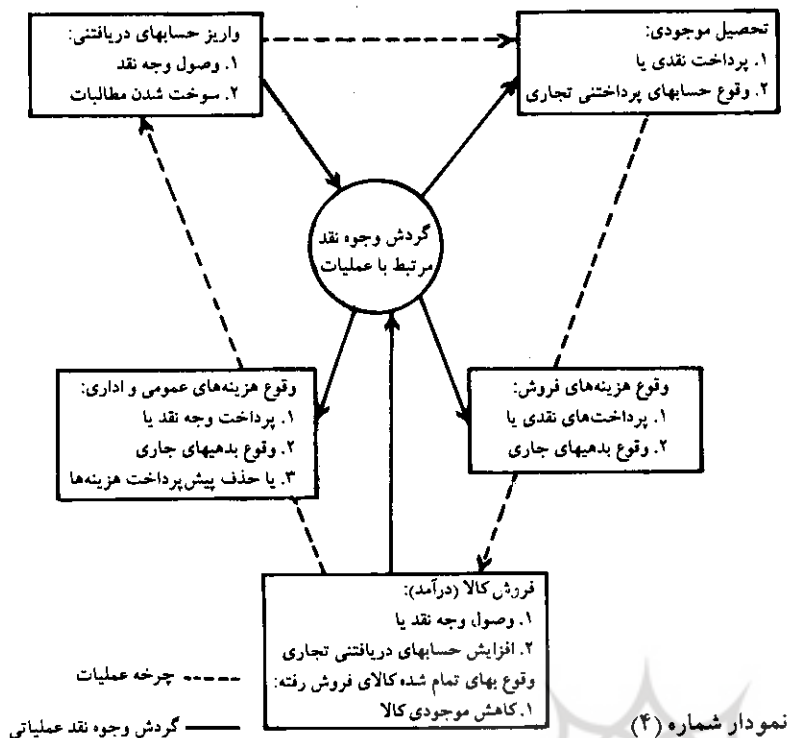 تحصیل موجودی:
۱. پرداخت نقدی یا
۲. وقوع حسابهای پرداختنی تجاری
واریز حسابهای دریافتنی:
۱. وصول وجه نقد
۲. سوخت شدن مطالبات
گردش وجوه نقد
مرتبط با عملیات
وقوع هزینه‌های فروش:
۱. پرداخت‌های نقدی یا
۲. وقوع بدهیهای جاری
وقوع هزینه‌های عمومی و اداری:
۱. پرداخت وجه نقد یا
۲. وقوع بدهیهای جاری
۳. یا حذف پیش‌پرداخت هزینه‌ها
فروش کالا (درآمد):
۱. وصول وجه نقد یا
۲. افزایش حسابهای دریافتنی تجاری
وقوع بهای تمام شده کالای فروش رفته:
۱. کاهش موجودی کالا
چرخه عملیات
گردش وجوه نقد عملیاتی
نمودار شماره (۴)